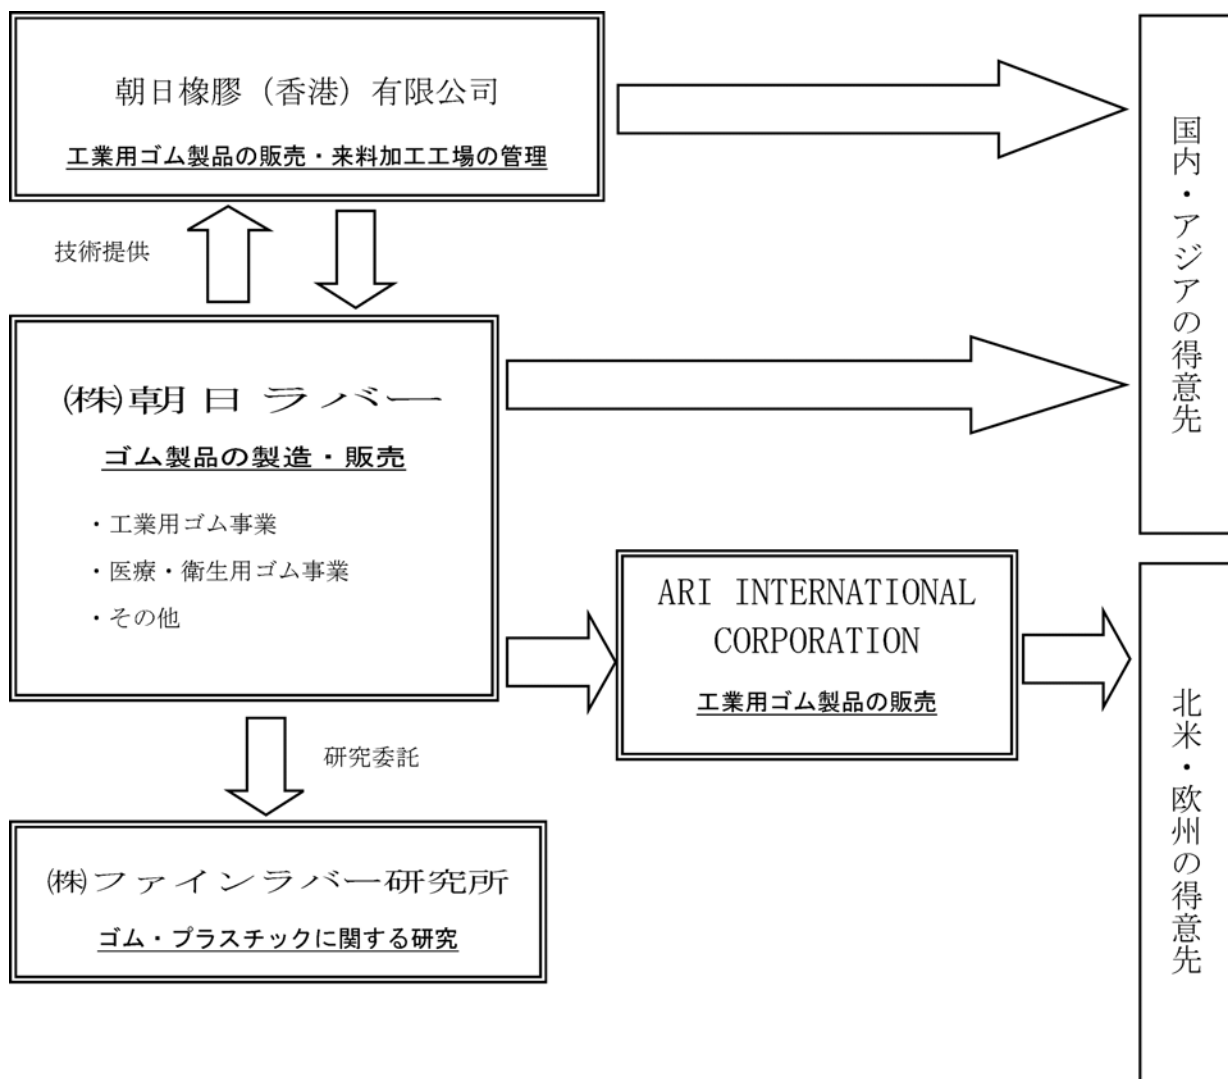 朝日橡膠（香港）有限公司
工業用ゴム製品の販売・来料加工工場の管理
技術提供
㈱朝日ラバー
ゴム製品の製造・販売
・工業用ゴム事業
・医療・衛生用ゴム事業
・その他
研究委託
㈱ファインラバー研究所
ゴム・プラスチックに関する研究
ARI INTERNATIONAL
CORPORATION
工業用ゴム製品の販売
国内・アジアの得意先
北米・欧州の得意先